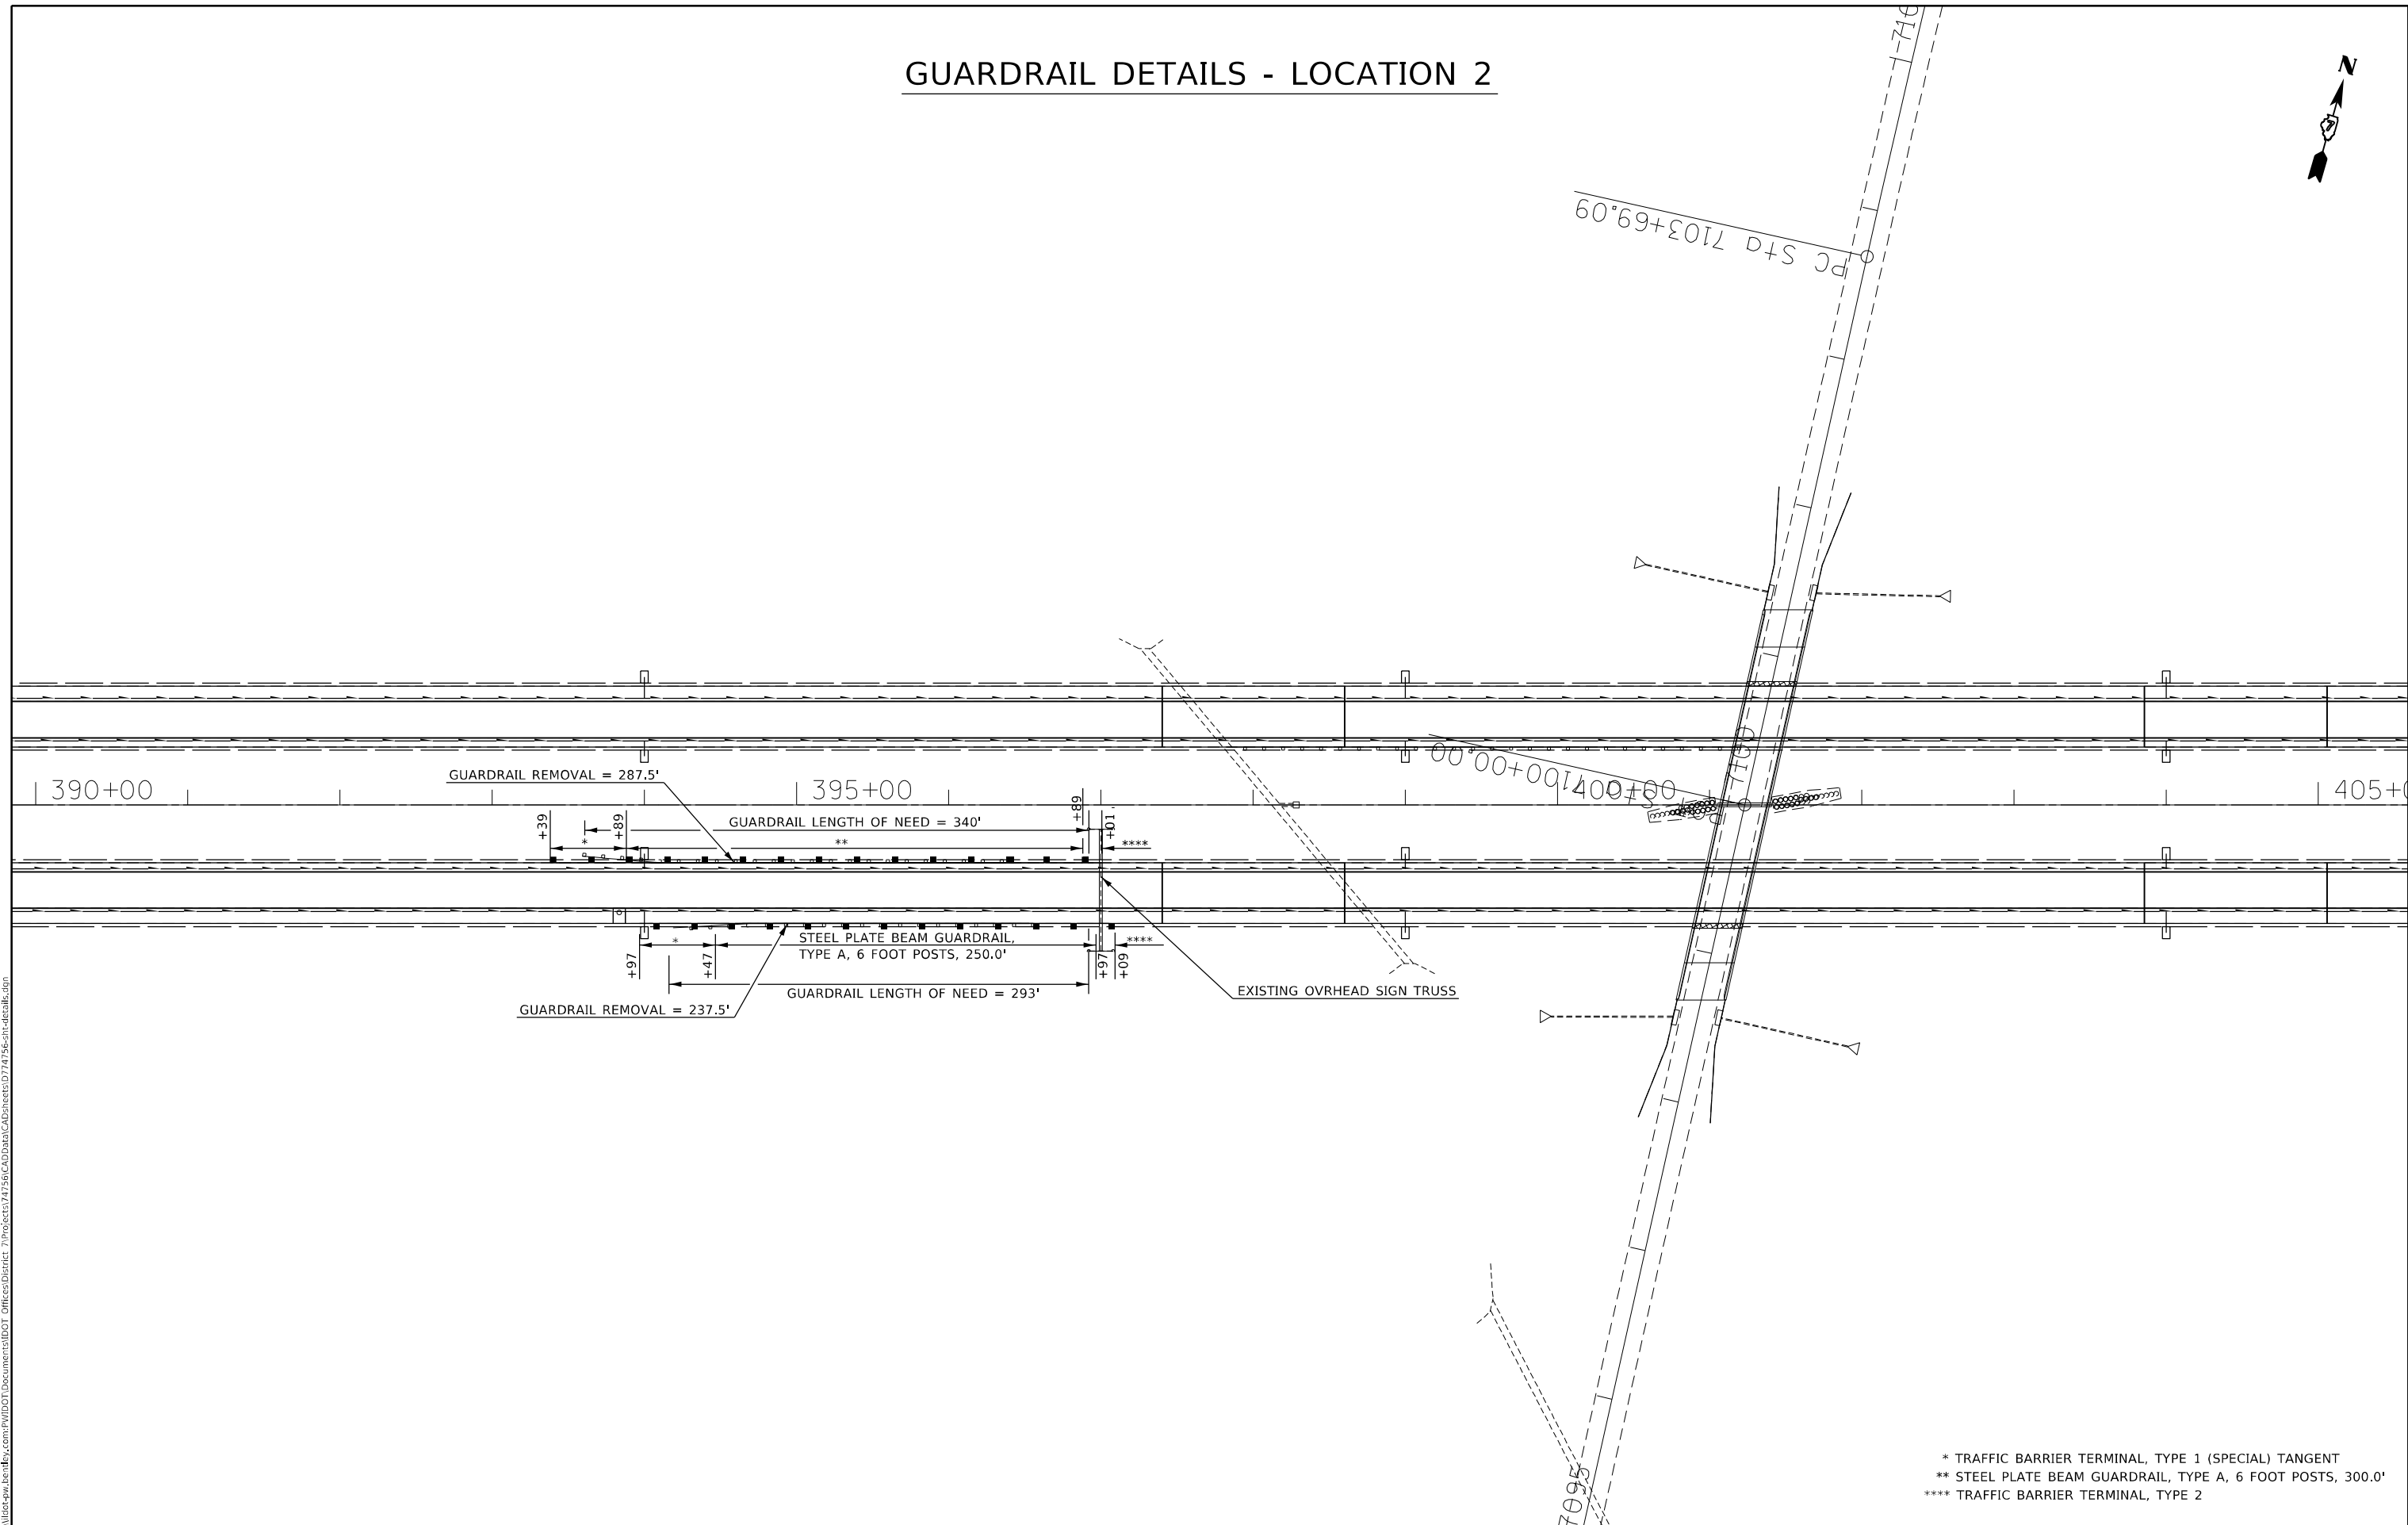 GUARDRAIL DETAILS - LOCATION 2
N
7
PC Sta 7103+69.09
7100
GUARDRAIL REMOVAL = 287.5'
390+00
395+00
400+00
+89
+01
+39
+89
GUARDRAIL LENGTH OF NEED = 340'
*
**
****
*
STEEL PLATE BEAM GUARDRAIL,
TYPE A, 6 FOOT POSTS, 250.0'
****
+97
+47
+97
+09
GUARDRAIL LENGTH OF NEED = 293'
GUARDRAIL REMOVAL = 237.5'
EXISTING OVRHEAD SIGN TRUSS
7095
* TRAFFIC BARRIER TERMINAL, TYPE 1 (SPECIAL) TANGENT
** STEEL PLATE BEAM GUARDRAIL, TYPE A, 6 FOOT POSTS, 300.0'
**** TRAFFIC BARRIER TERMINAL, TYPE 2